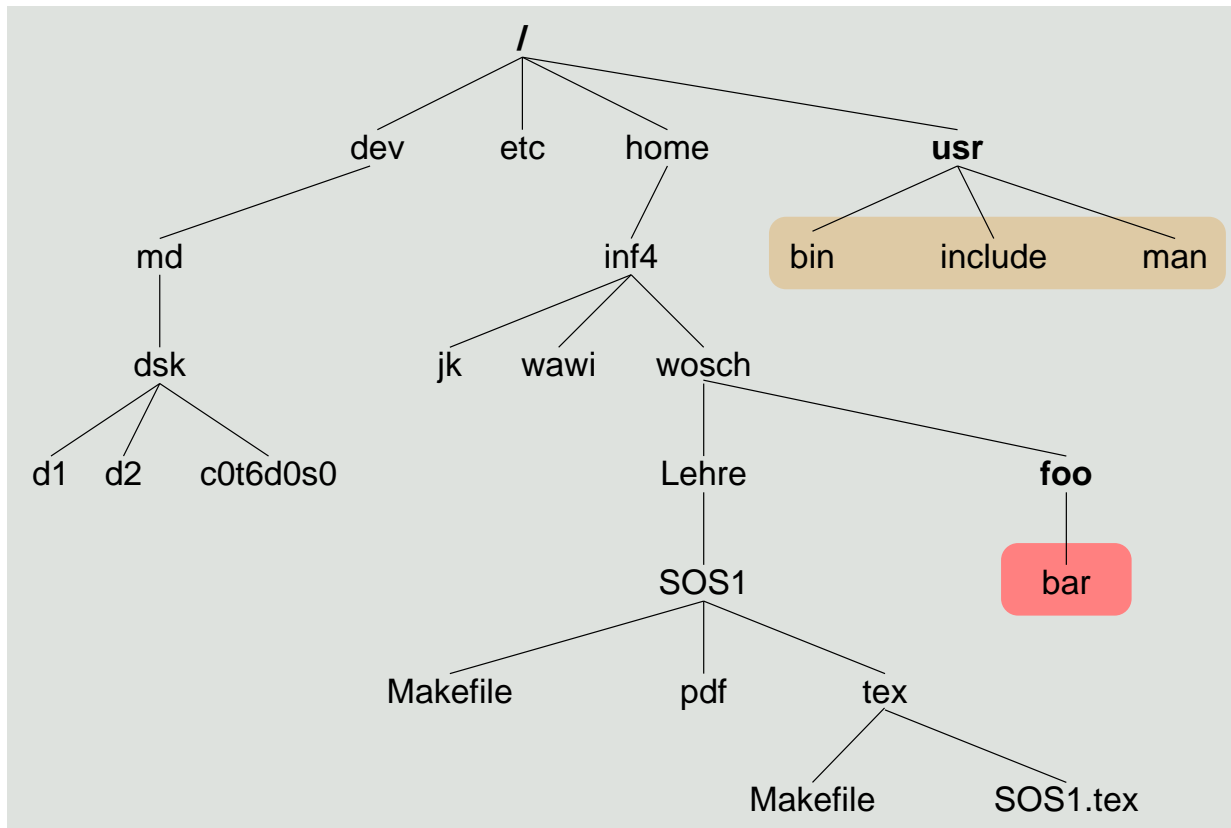 /
dev etc home usr
md inf4 bin include man
dsk jk wawi wosch
d1 d2 c0t6d0s0 Lehre foo
SOS1 bar
Makefile pdf tex
Makefile SOS1.tex